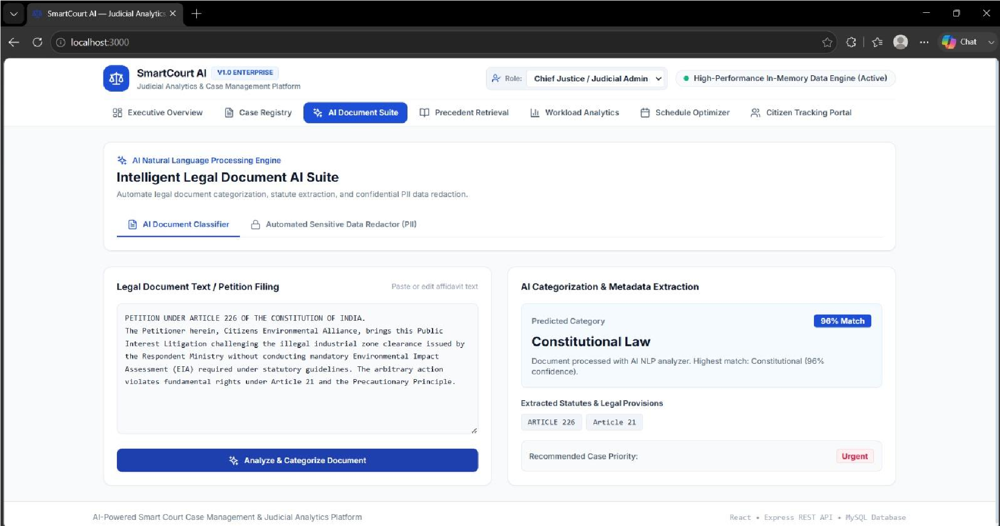 SmartCourt AI — Judicial Analytics
localhost:3000
Chat
SmartCourt AI
V1.0 ENTERPRISE
Judicial Analytics & Case Management Platform
Role:
Chief Justice / Judicial Admin
High-Performance In-Memory Data Engine (Active)
Executive Overview
Case Registry
AI Document Suite
Precedent Retrieval
Workload Analytics
Schedule Optimizer
Citizen Tracking Portal
AI Natural Language Processing Engine
Intelligent Legal Document AI Suite
Automate legal document categorization, statute extraction, and confidential PII data redaction.
AI Document Classifier
Automated Sensitive Data Redactor (PII)
Legal Document Text / Petition Filing
Paste or edit affidavit text
PETITION UNDER ARTICLE 226 OF THE CONSTITUTION OF INDIA.
The Petitioner herein, Citizens Environmental Alliance, brings this Public
Interest Litigation challenging the illegal industrial zone clearance issued by
the Respondent Ministry without conducting mandatory Environmental Impact
Assessment (EIA) required under statutory guidelines. The arbitrary action
violates fundamental rights under Article 21 and the Precautionary Principle.
Analyze & Categorize Document
AI Categorization & Metadata Extraction
Predicted Category
96% Match
Constitutional Law
Document processed with AI NLP analyzer. Highest match: Constitutional (96%
confidence).
Extracted Statutes & Legal Provisions
ARTICLE 226
Article 21
Recommended Case Priority:
Urgent
AI-Powered Smart Court Case Management & Judicial Analytics Platform
React • Express REST API • MySQL Database